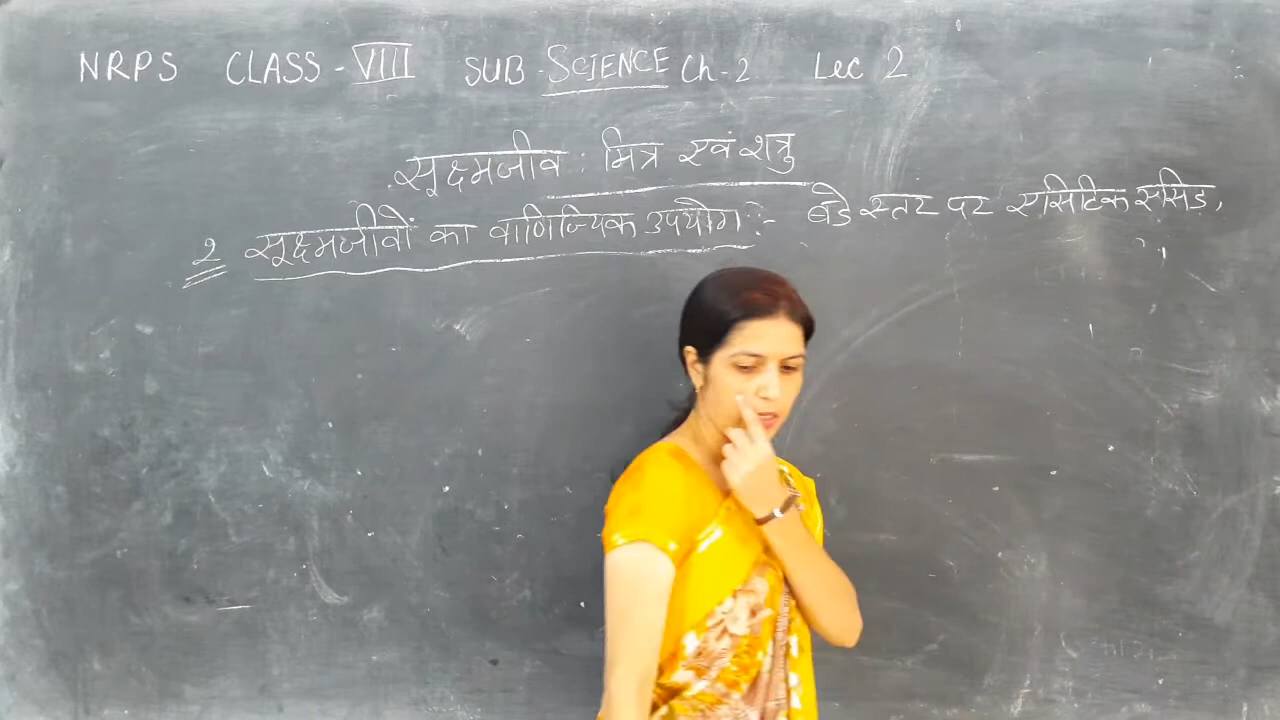 NRPS CLASS - VIII SUB - SCIENCE Ch-2 Lec 2
सूक्ष्मजीव : मित्र एवं शत्रु
2 सूक्ष्मजीवों का वाणिज्यिक उपयोग :- बडे स्तर पर एसिटिक एसिड,